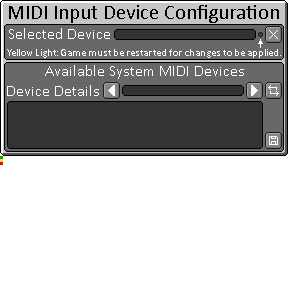 MIDI Input Device Configuration
Selected Device
Yellow Light: Game must be restarted for changes to be applied.
Available System MIDI Devices
Device Details